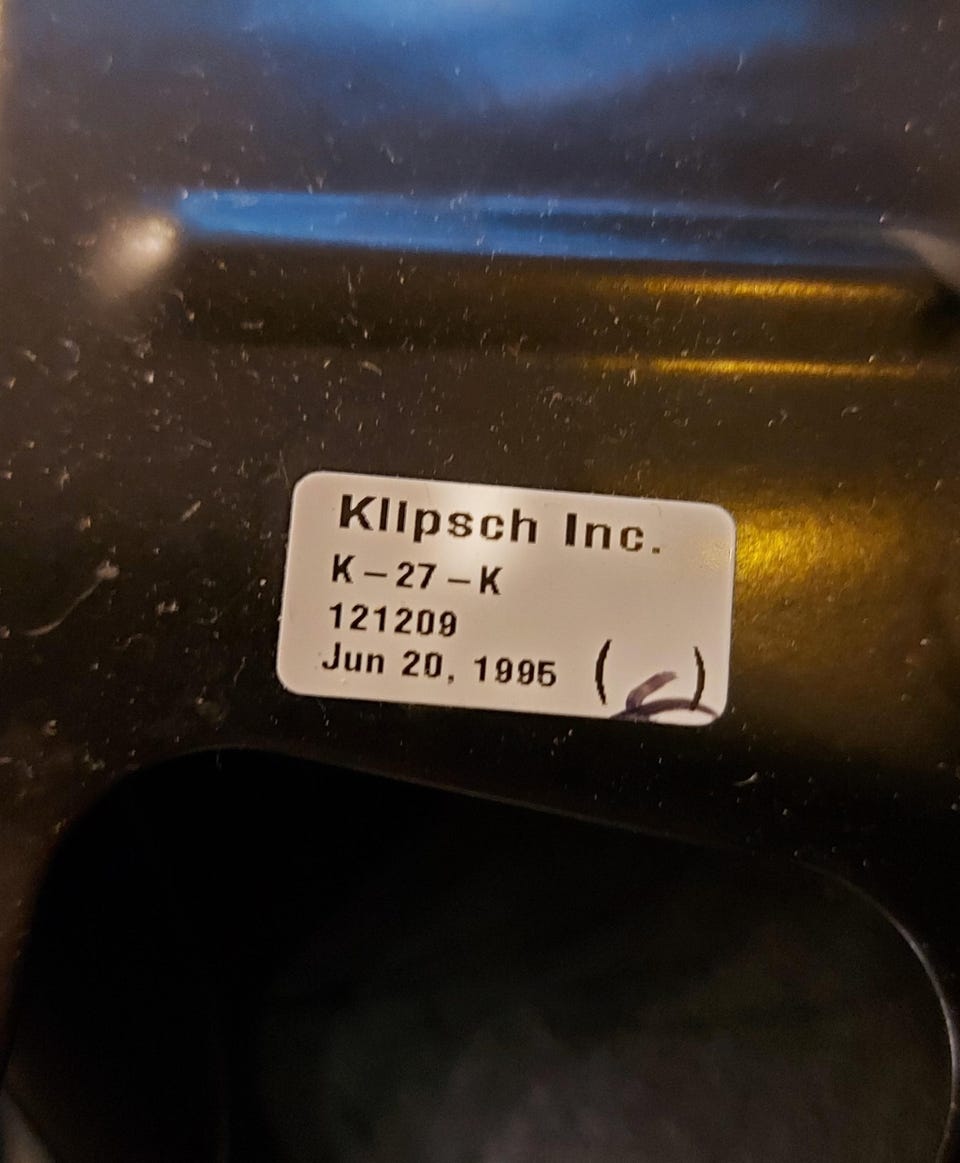 Klipsch Inc.
K-27-K
121209
Jun 20, 1995 ( )